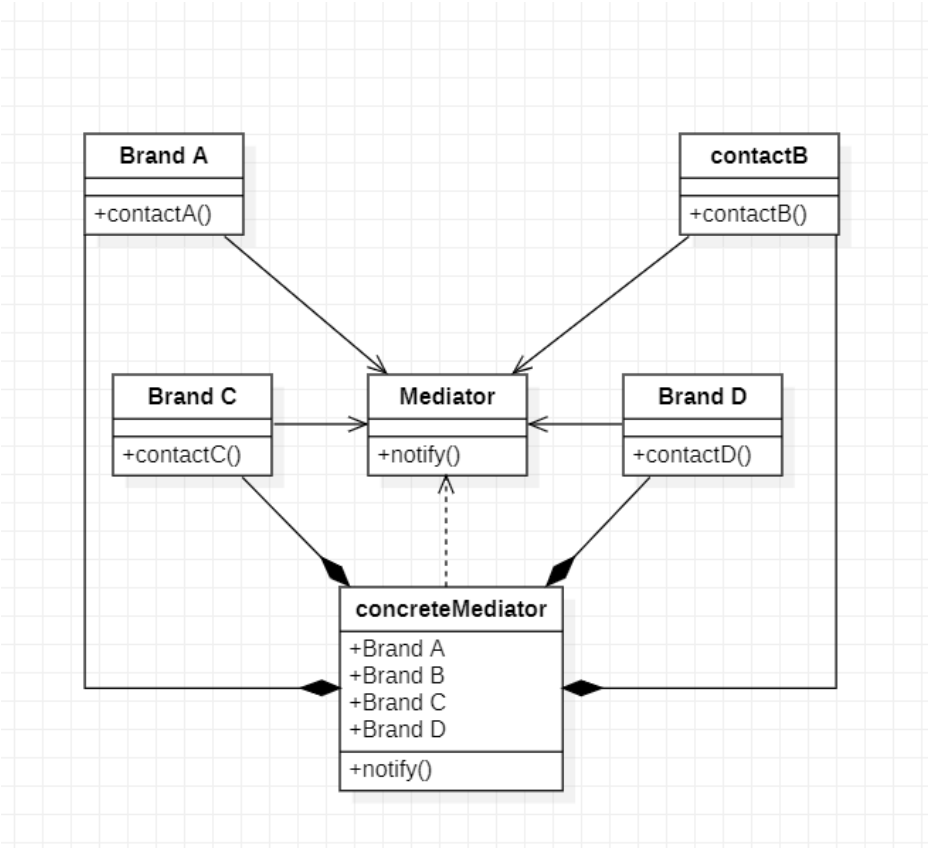 Brand A
+contactA()
contactB
+contactB()
Brand C
+contactC()
Mediator
+notify()
Brand D
+contactD()
concreteMediator
+Brand A
+Brand B
+Brand C
+Brand D
+notify()